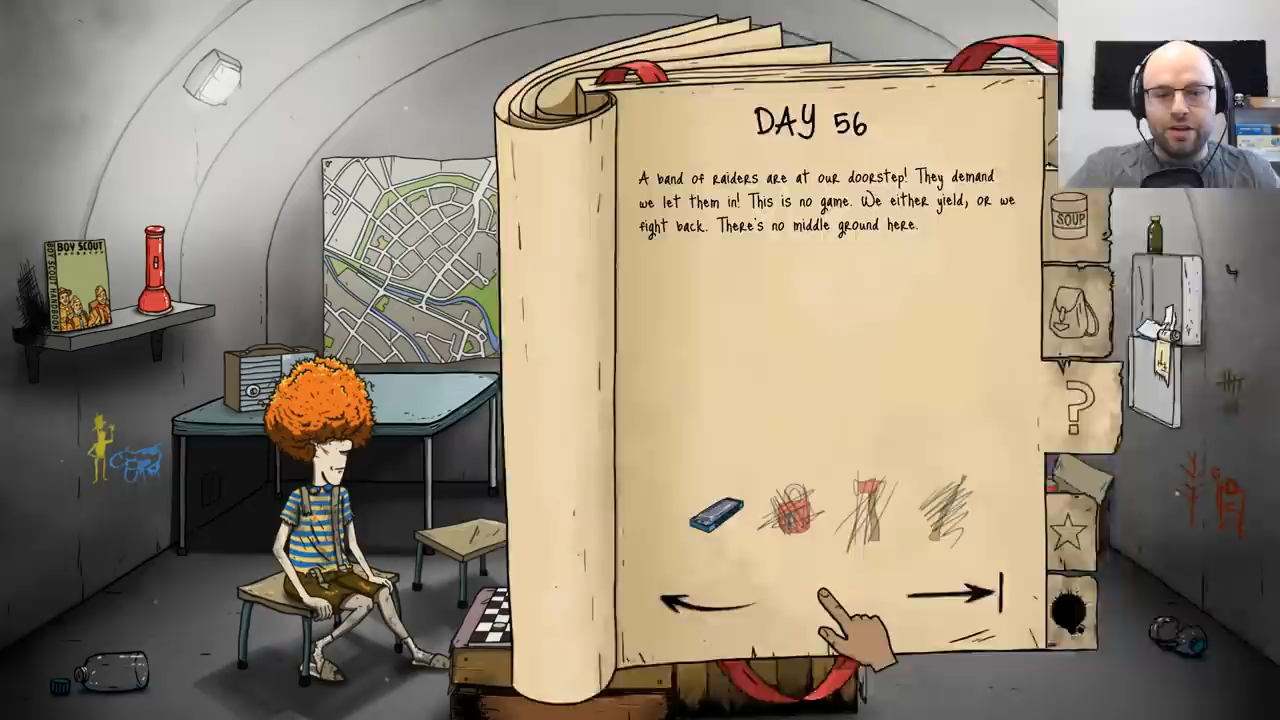 DAY 56
A band of raiders are at our doorstep! They demand
we let them in! This is no game. We either yield, or we
fight back. There's no middle ground here.
SOUP
?
BOY SCOUT
HANDBOOK
BOY SCOUT HANDBOOK